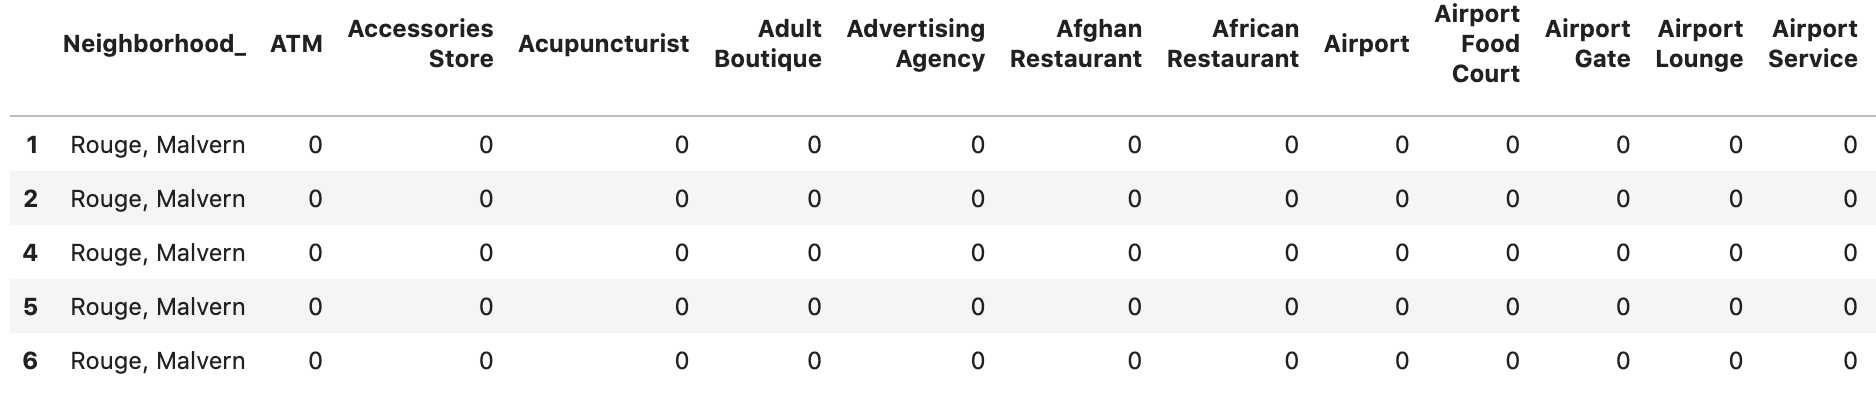 Neighborhood_ ATM Accessories Store Acupuncturist Adult Boutique Advertising Agency Afghan Restaurant African Restaurant Airport Airport Food Court Airport Gate Airport Lounge Airport Service
1 Rouge, Malvern 0 0 0 0 0 0 0 0 0 0 0 0
2 Rouge, Malvern 0 0 0 0 0 0 0 0 0 0 0 0
4 Rouge, Malvern 0 0 0 0 0 0 0 0 0 0 0 0
5 Rouge, Malvern 0 0 0 0 0 0 0 0 0 0 0 0
6 Rouge, Malvern 0 0 0 0 0 0 0 0 0 0 0 0